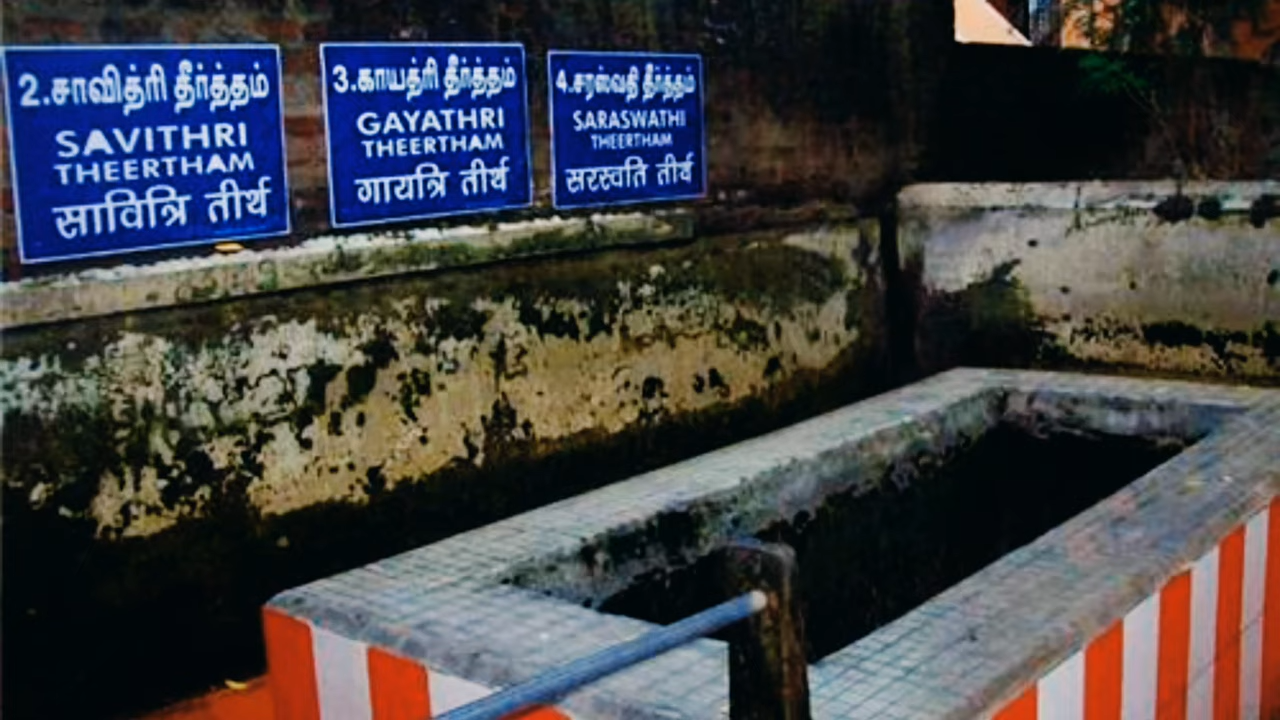 2.சாவித்ரி தீர்த்தம்
SAVITHRI
THEERTHAM
सावित्रि तीर्थ
3.காயத்ரி தீர்த்தம்
GAYATHRI
THEERTHAM
गायत्रि तीर्थ
4.சரஸ்வதி தீர்த்தம்
SARASWATHI
THEERTHAM
सरस्वति तीर्थ